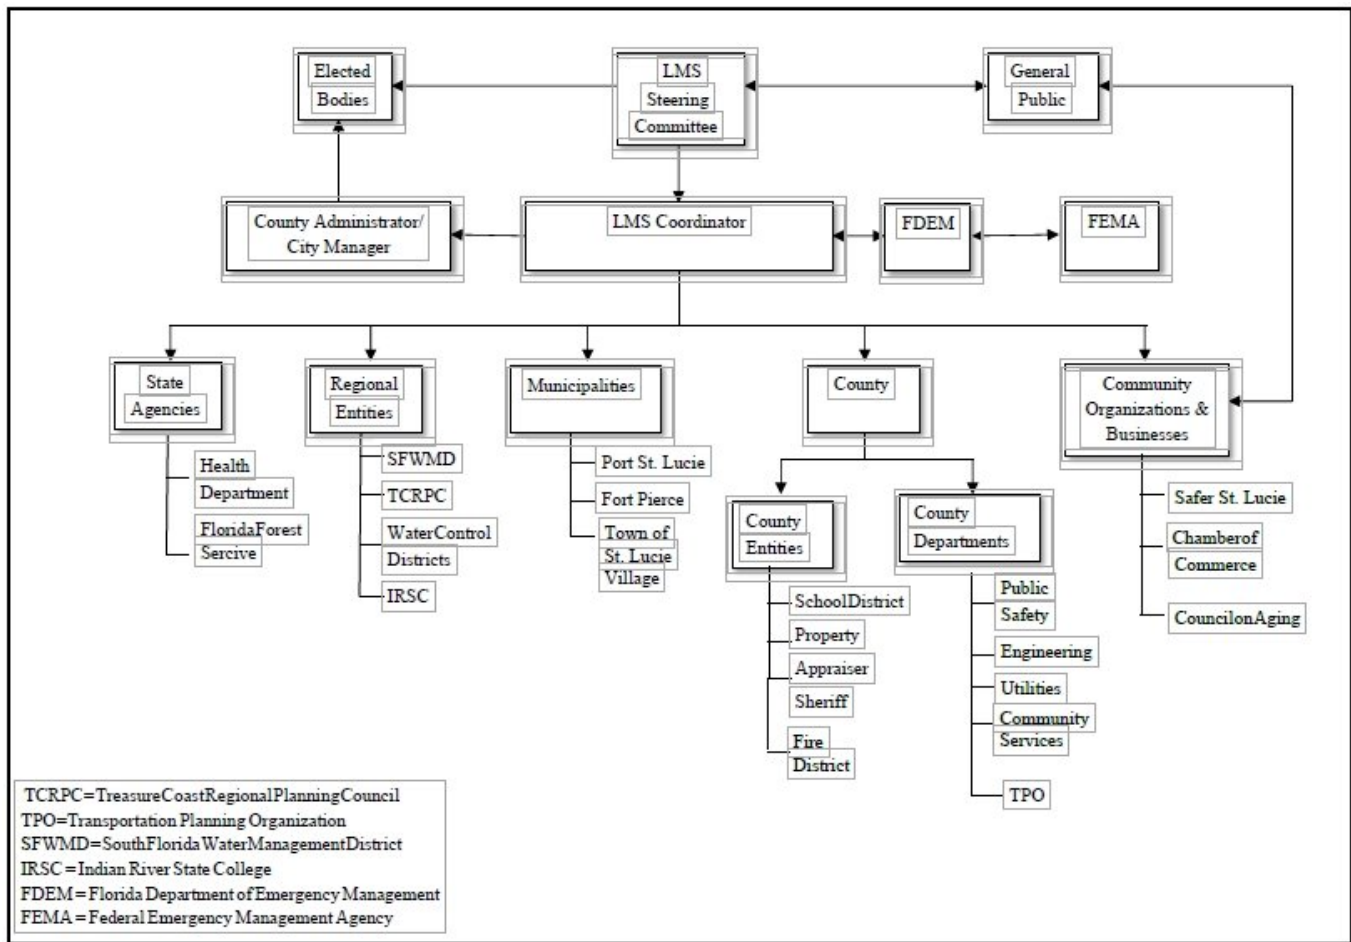 Elected
Bodies
LMS
Steering
Committee
General
Public
County Administrator/
City Manager
LMS Coordinator
FDEM
FEMA
State
Agencies
Health
Department
FloridaForest
Sercive
Regional
Entities
SFWMD
TCRPC
WaterControl
Districts
IRSC
Municipalities
Port St. Lucie
Fort Pierce
Town of
St. Lucie
Village
County
County
Entities
SchoolDistrict
Property
Appraiser
Sheriff
Fire
District
County
Departments
Public
Safety
Engineering
Utilities
Community
Services
TPO
Community
Organizations &
Businesses
Safer St. Lucie
Chamberof
Commerce
CouncilonAging
TCRPC=TreasureCoastRegionalPlanningCouncil
TPO=Transportation Planning Organization
SFWMD=SouthFloridaWaterManagementDistrict
IRSC=Indian River State College
FDEM=Florida Department of Emergency Management
FEMA=Federal Emergency Management Agency